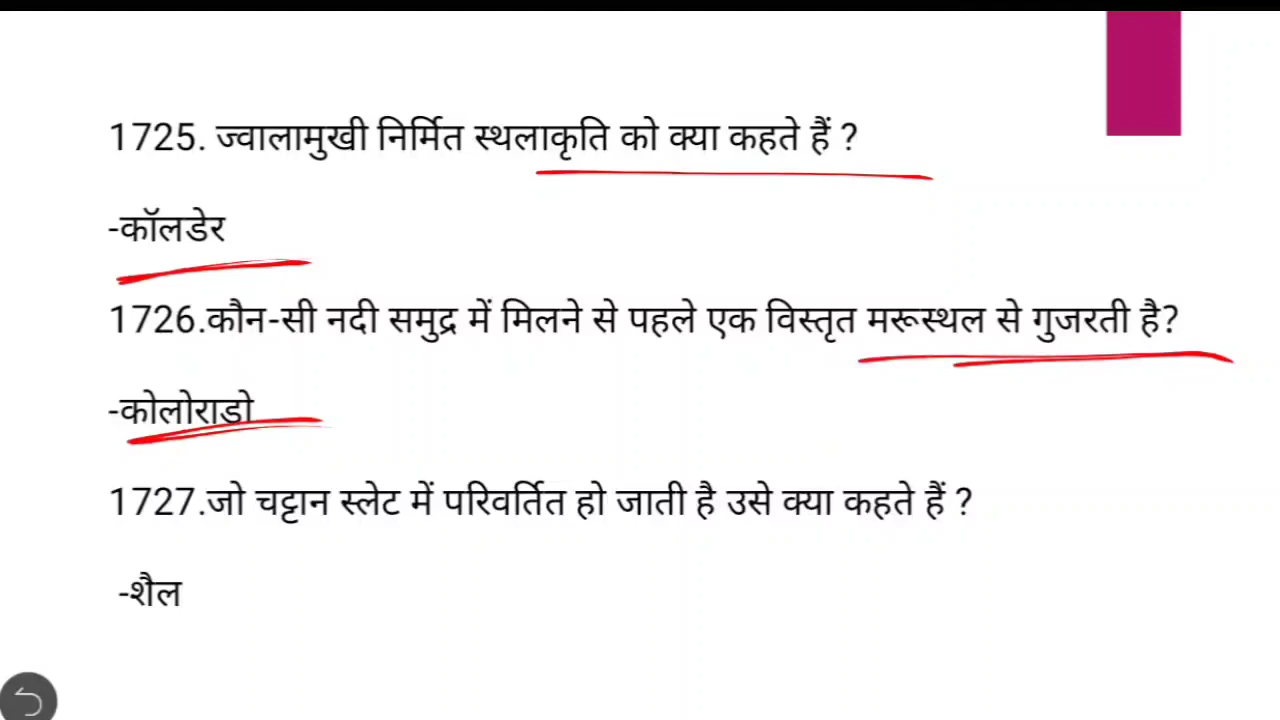 1725. ज्वालामुखी निर्मित स्थलाकृति को क्या कहते हैं ?
-कॉलडेर
1726.कौन-सी नदी समुद्र में मिलने से पहले एक विस्तृत मरूस्थल से गुजरती है?
-कोलोराडो
1727.जो चट्टान स्लेट में परिवर्तित हो जाती है उसे क्या कहते हैं ?
-शैल